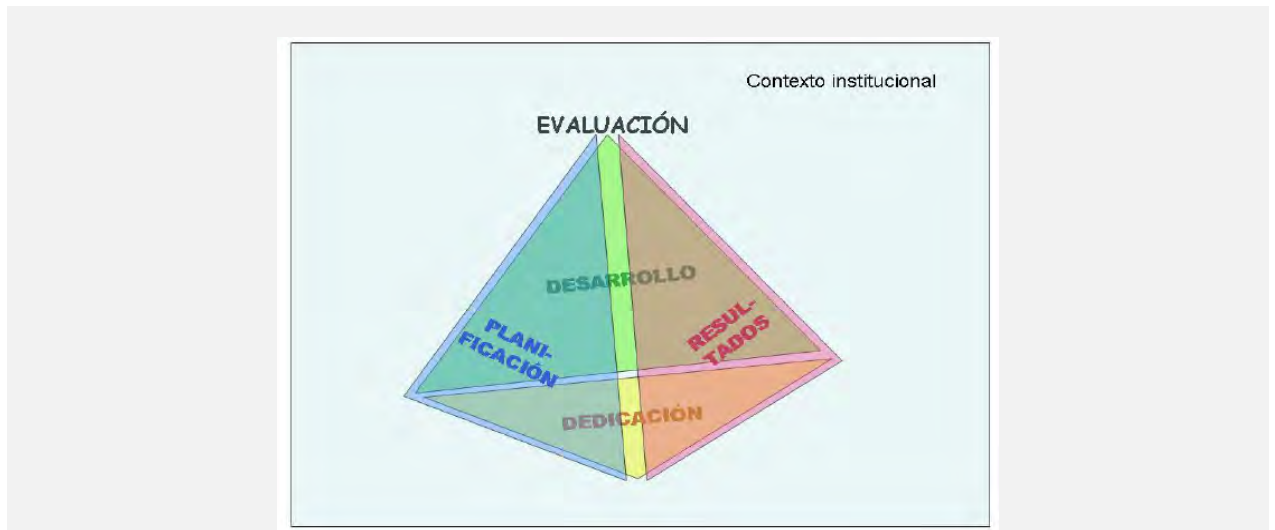 Contexto institucional
EVALUACIÓN
DESARROLLO
PLANI-
FICACIÓN
RESUL-
TADOS
DEDICACIÓN